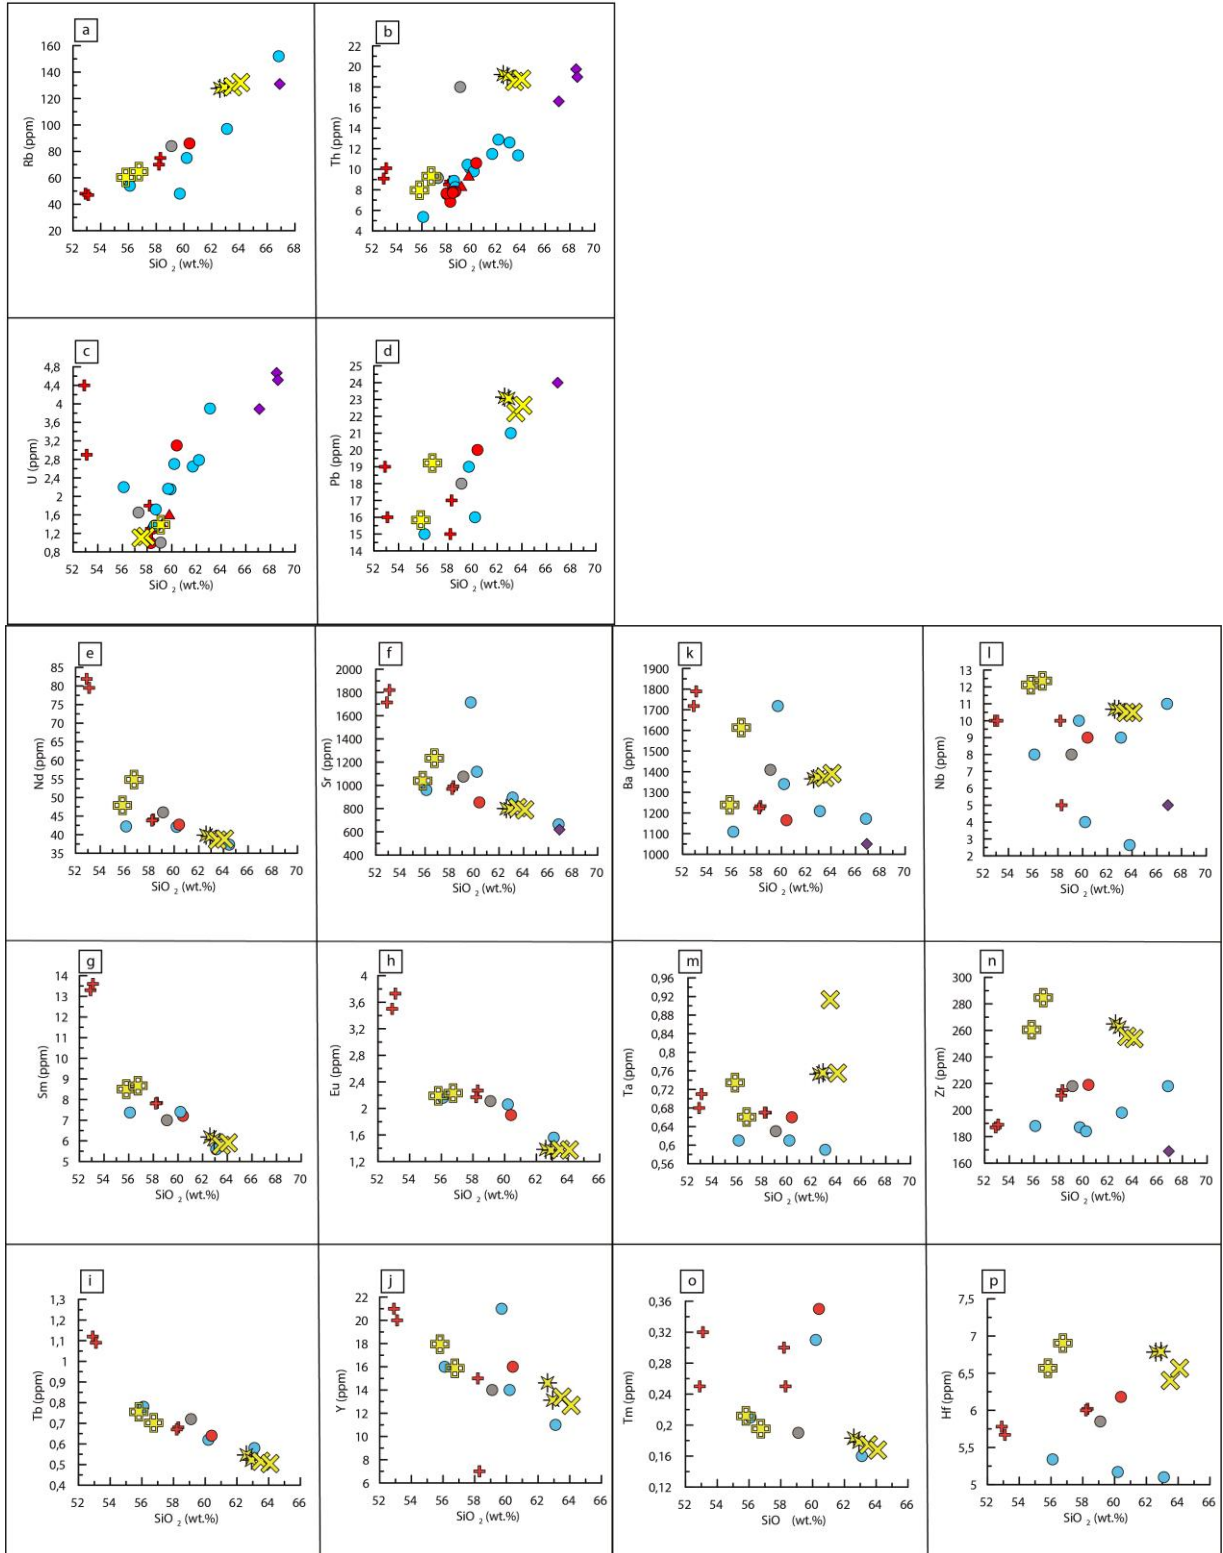 a
160
140
120
100
80
60
40
20
Rb (ppm)
52 54 56 58 60 62 64 66 68
SiO 2 (wt.%)
b
22
20
18
16
14
12
10
8
6
4
Th (ppm)
52 54 56 58 60 62 64 66 68 70
SiO 2 (wt.%)
c
4,8
4,4
4
3,6
3,2
2,8
2,4
2
1,6
1,2
0,8
U (ppm)
52 54 56 58 60 62 64 66 68 70
SiO 2 (wt.%)
d
25
24
23
22
21
20
19
18
17
16
15
14
Pb (ppm)
52 54 56 58 60 62 64 66 68 70
SiO 2 (wt.%)
e
85
80
75
70
65
60
55
50
45
40
35
Nd (ppm)
52 54 56 58 60 62 64 66 68 70
SiO 2 (wt.%)
f
2000
1800
1600
1400
1200
1000
800
600
400
Sr (ppm)
52 54 56 58 60 62 64 66 68 70
SiO 2 (wt.%)
k
1900
1800
1700
1600
1500
1400
1300
1200
1100
1000
Ba (ppm)
52 54 56 58 60 62 64 66 68 70
SiO 2 (wt.%)
l
13
12
11
10
9
8
7
6
5
4
3
2
Nb (ppm)
52 54 56 58 60 62 64 66 68 70
SiO 2 (wt.%)
g
14
13
12
11
10
9
8
7
6
5
Sm (ppm)
52 54 56 58 60 62 64 66 68 70
SiO 2 (wt.%)
h
4
3,6
3,2
2,8
2,4
2
1,6
1,2
Eu (ppm)
52 54 56 58 60 62 64 66
SiO 2 (wt.%)
m
0,96
0,92
0,88
0,84
0,8
0,76
0,72
0,68
0,64
0,6
0,56
Ta (ppm)
52 54 56 58 60 62 64 66 68 70
SiO 2 (wt.%)
n
300
280
260
240
220
200
180
160
Zr (ppm)
52 54 56 58 60 62 64 66 68 70
SiO 2 (wt.%)
i
1,3
1,2
1,1
1
0,9
0,8
0,7
0,6
0,5
0,4
Tb (ppm)
52 54 56 58 60 62 64 66
SiO 2 (wt.%)
j
22
20
18
16
14
12
10
8
6
Y (ppm)
52 54 56 58 60 62 64 66
SiO 2 (wt.%)
o
0,36
0,32
0,28
0,24
0,2
0,16
0,12
Tm (ppm)
52 54 56 58 60 62 64 66
SiO (wt.%)
p
7,5
7
6,5
6
5,5
5
Hf (ppm)
52 54 56 58 60 62 64 66
SiO 2 (wt.%)